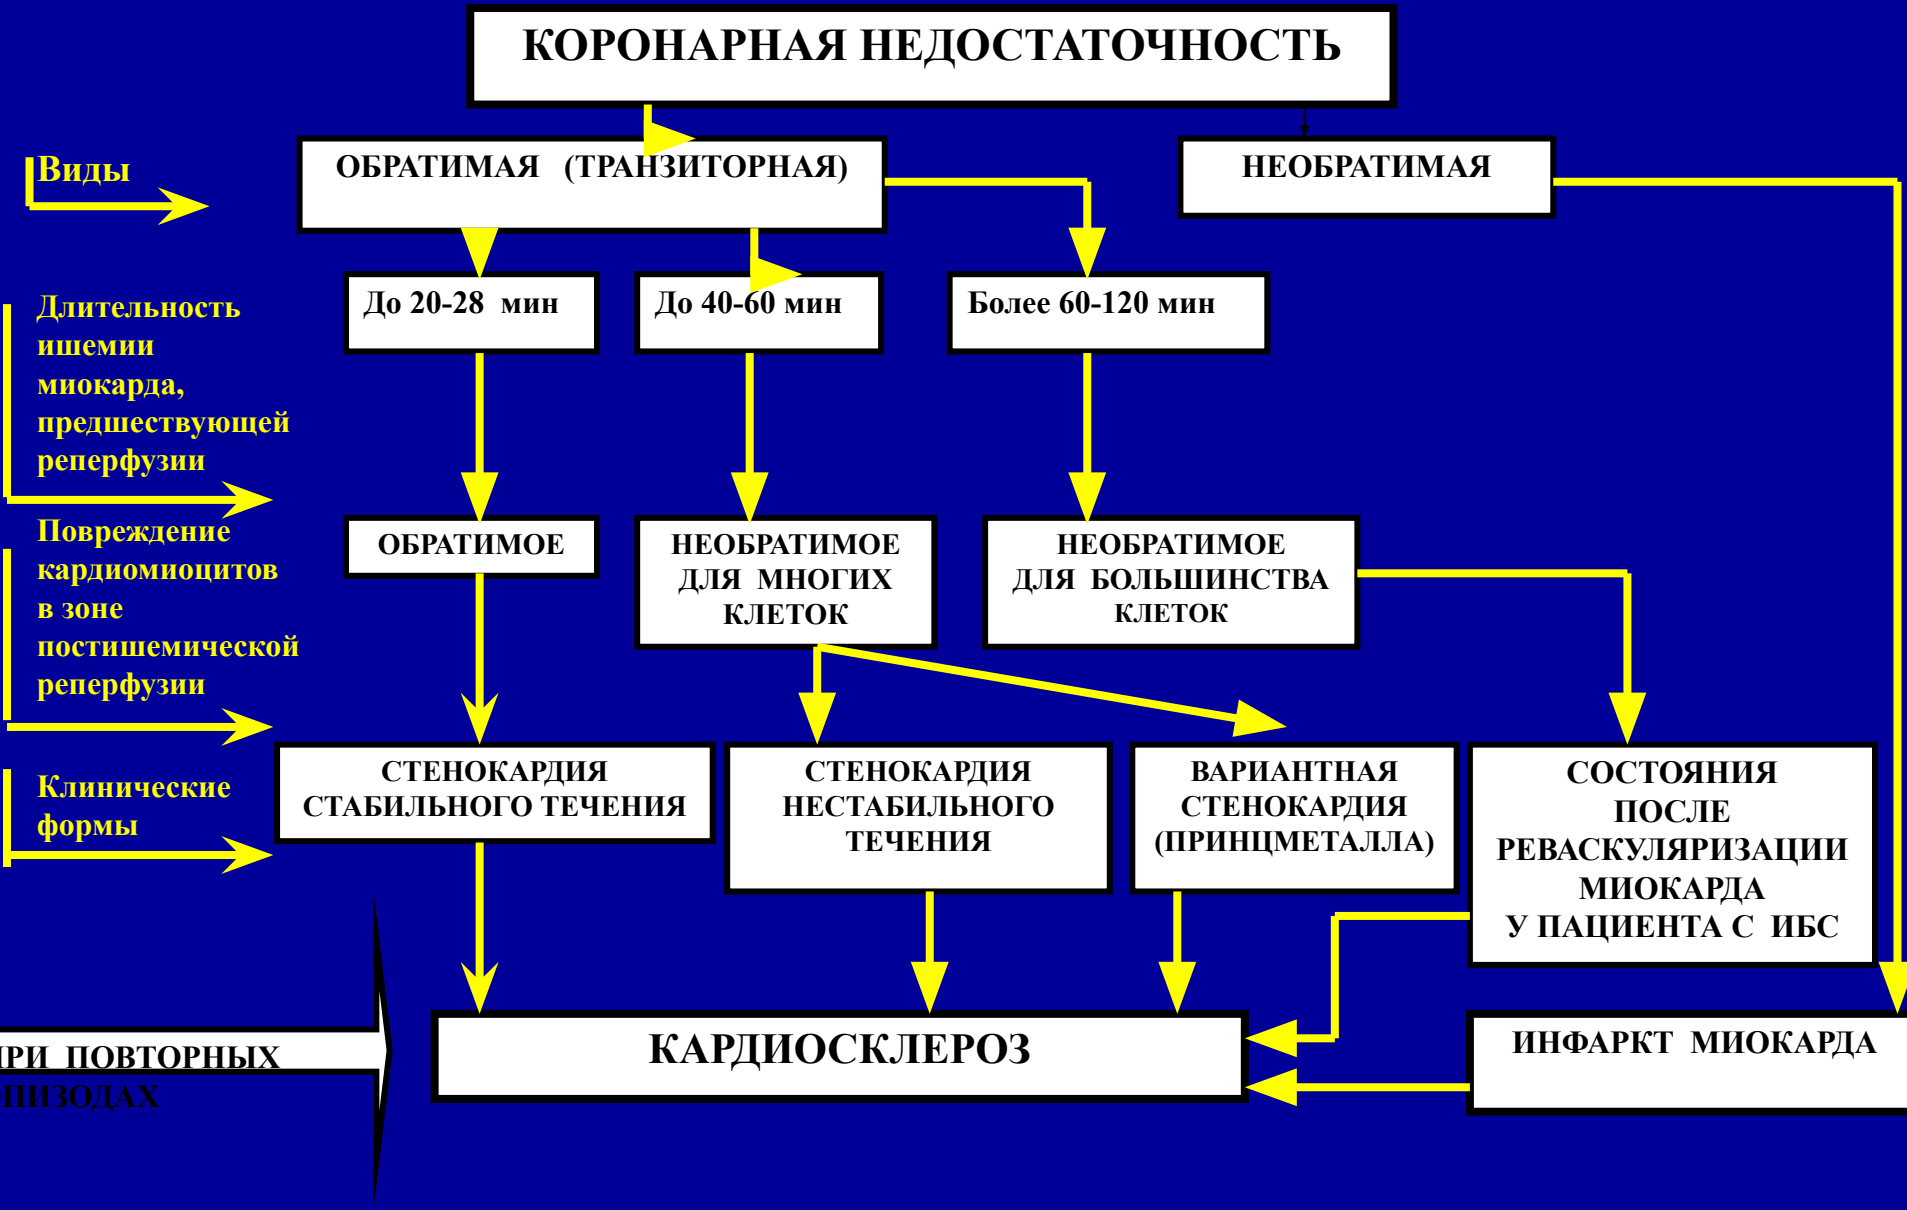 КОРОНАРНАЯ НЕДОСТАТОЧНОСТЬ
Виды
ОБРАТИМАЯ (ТРАНЗИТОРНАЯ)
НЕОБРАТИМАЯ
Длительность
ишемии
миокарда,
предшествующей
реперфузии
До 20-28 мин
До 40-60 мин
Более 60-120 мин
Повреждение
кардиомиоцитов
в зоне
постишемической
реперфузии
ОБРАТИМОЕ
НЕОБРАТИМОЕ
ДЛЯ МНОГИХ
КЛЕТОК
НЕОБРАТИМОЕ
ДЛЯ БОЛЬШИНСТВА
КЛЕТОК
Клинические
формы
СТЕНОКАРДИЯ
СТАБИЛЬНОГО ТЕЧЕНИЯ
СТЕНОКАРДИЯ
НЕСТАБИЛЬНОГО
ТЕЧЕНИЯ
ВАРИАНТНАЯ
СТЕНОКАРДИЯ
(ПРИНЦМЕТАЛЛА)
СОСТОЯНИЯ
ПОСЛЕ
РЕВАСКУЛЯРИЗАЦИИ
МИОКАРДА
У ПАЦИЕНТА С ИБС
ПРИ ПОВТОРНЫХ
ПИЗОДАХ
КАРДИОСКЛЕРОЗ
ИНФАРКТ МИОКАРДА